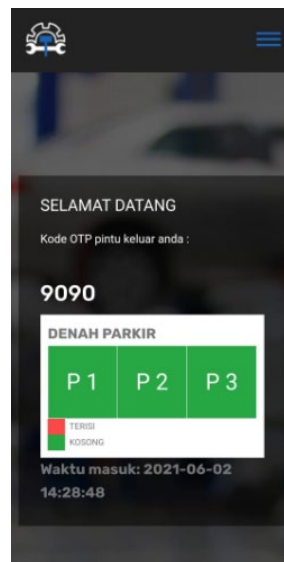 SELAMAT DATANG
Kode OTP pintu keluar anda :
9090
DENAH PARKIR
P 1 P 2 P 3
TERISI
KOSONG
Waktu masuk: 2021-06-02
14:28:48